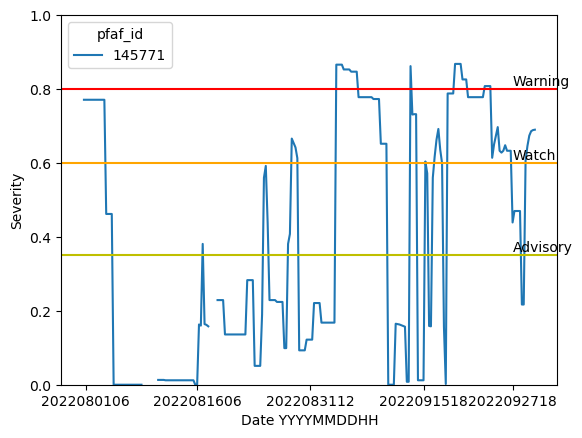 pfaf_id
145771
1.0
0.8
0.6
0.4
0.2
0.0
Severity
Warning
Watch
Advisory
2022080106 2022081606 2022083112 2022091518 2022092718
Date YYYYMMDDHH